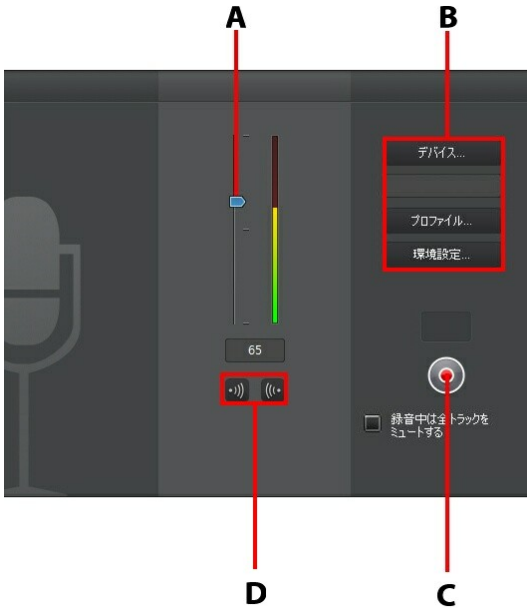 A
B
デバイス...
プロファイル...
環境設定...
65
録音中は全トラックを
ミュートする
D
C